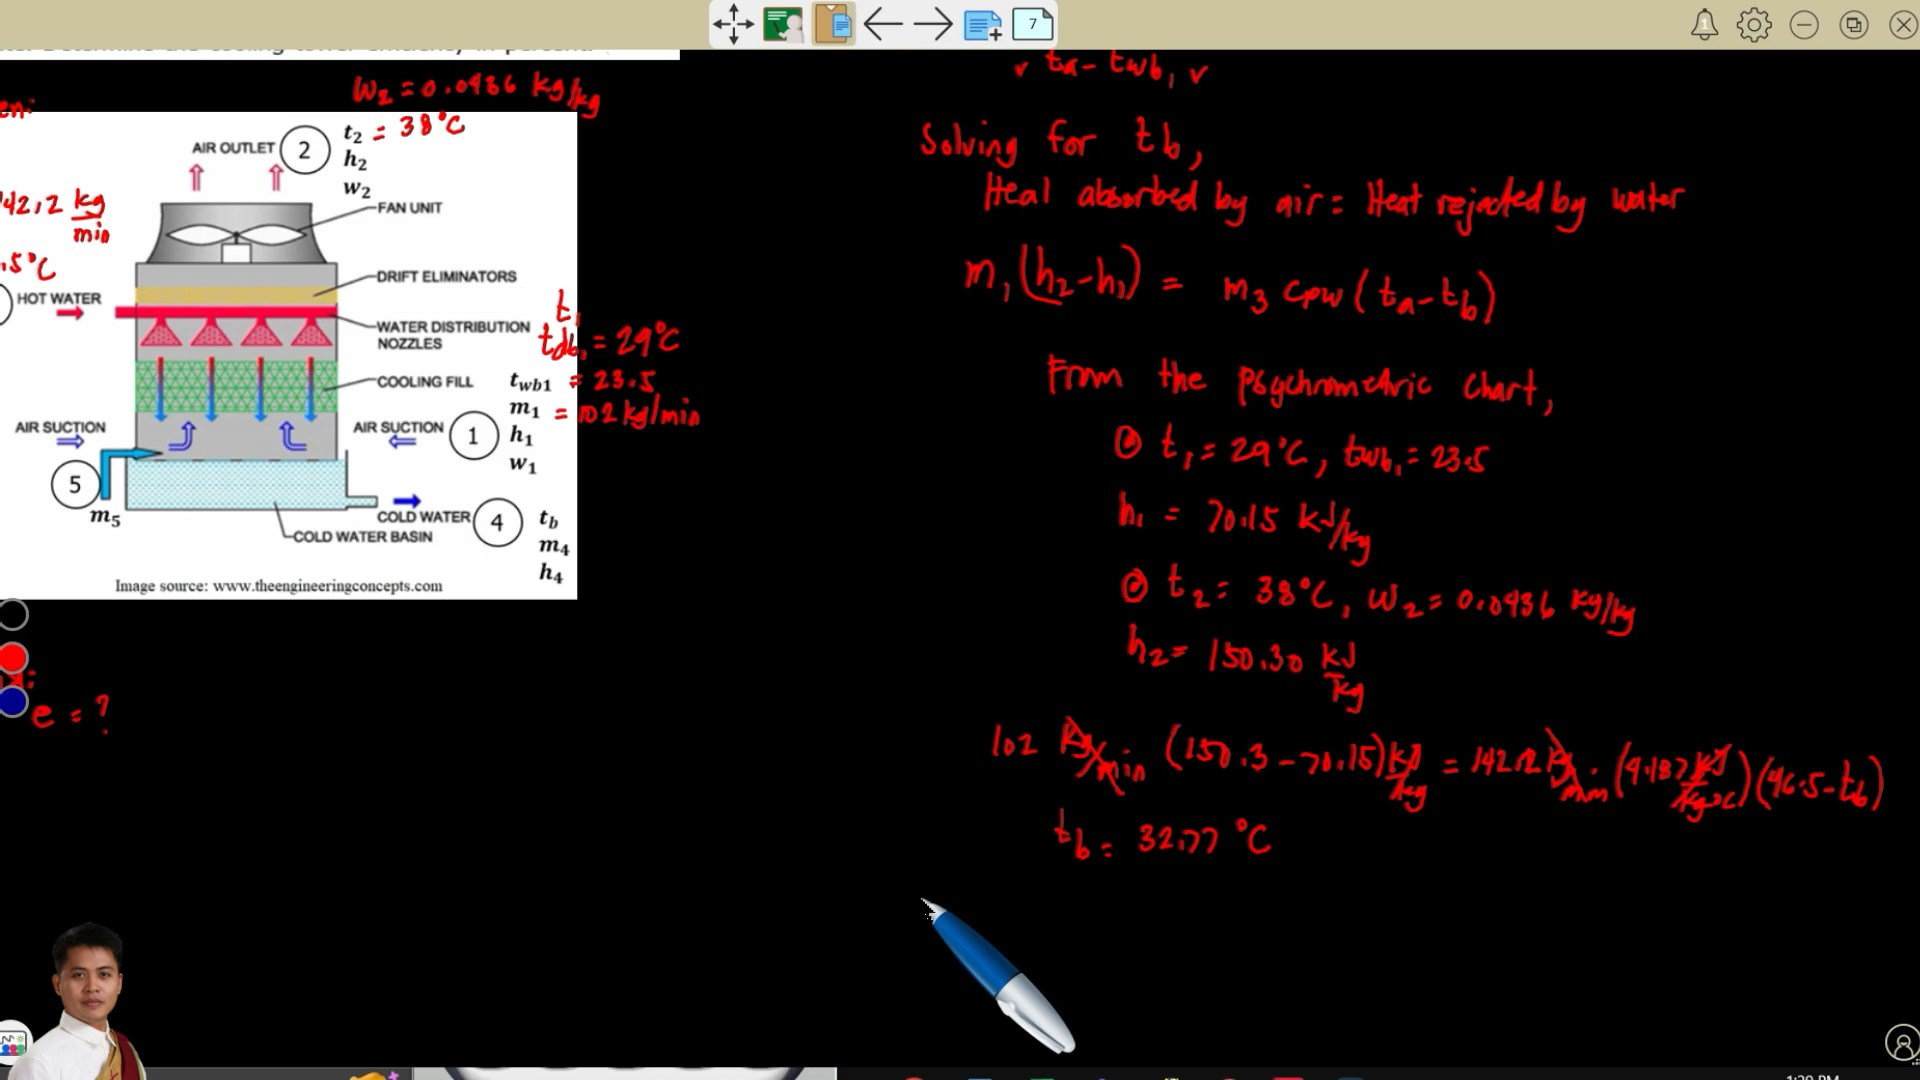 7
w2 = 0.0436 kg/kg
AIR OUTLET
2
t2 = 38°C
h2
w2
FAN UNIT
42.2 kg/min
.5°C
HOT WATER
DRIFT ELIMINATORS
WATER DISTRIBUTION
NOZZLES
t1
tdb1 = 29°C
COOLING FILL
twb1 = 23.5
m1 = 102 kg/min
AIR SUCTION
AIR SUCTION
1
h1
w1
5
m5
COLD WATER
4
tb
COLD WATER BASIN
m4
h4
Image source: www.theengineeringconcepts.com
e = ?
ta - twb1
Solving for tb,
Heat absorbed by air = Heat rejected by water
m1(h2-h1) = m3 cpw(ta-tb)
From the psychrometric chart,
@ t1 = 29°C, twb1 = 23.5
h1 = 70.15 kJ/kg
@ t2 = 38°C, w2 = 0.0436 kg/kg
h2 = 150.30 kJ/kg
102 kg/min (150.3-70.15) kJ/kg = 142.2 kg/min (4.187 kJ/kg°C)(46.5-tb)
tb = 32.77 °C